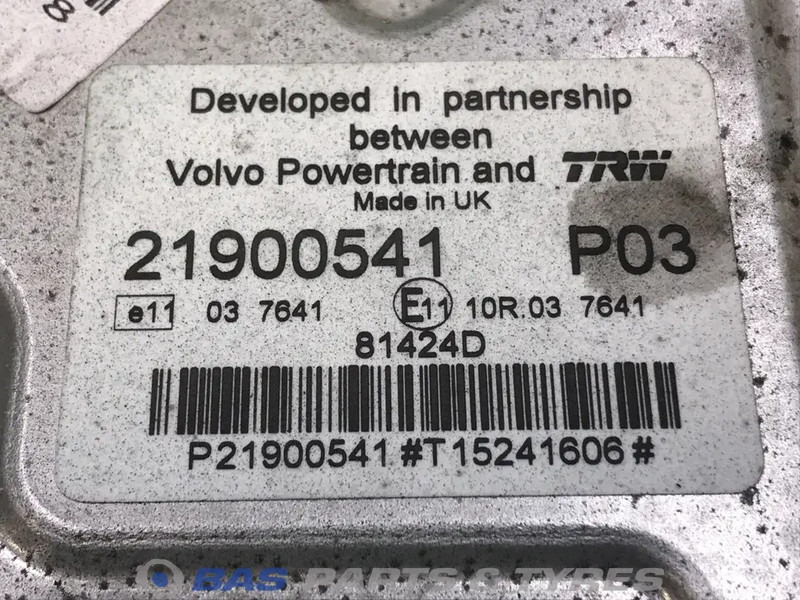 8
Developed in partnership
between
Volvo Powertrain and TRW
Made in UK
21900541 P03
e11 03 7641 E11 10R.03 7641
81424D
P21900541#T15241606#
BAS PARTS & TYRES